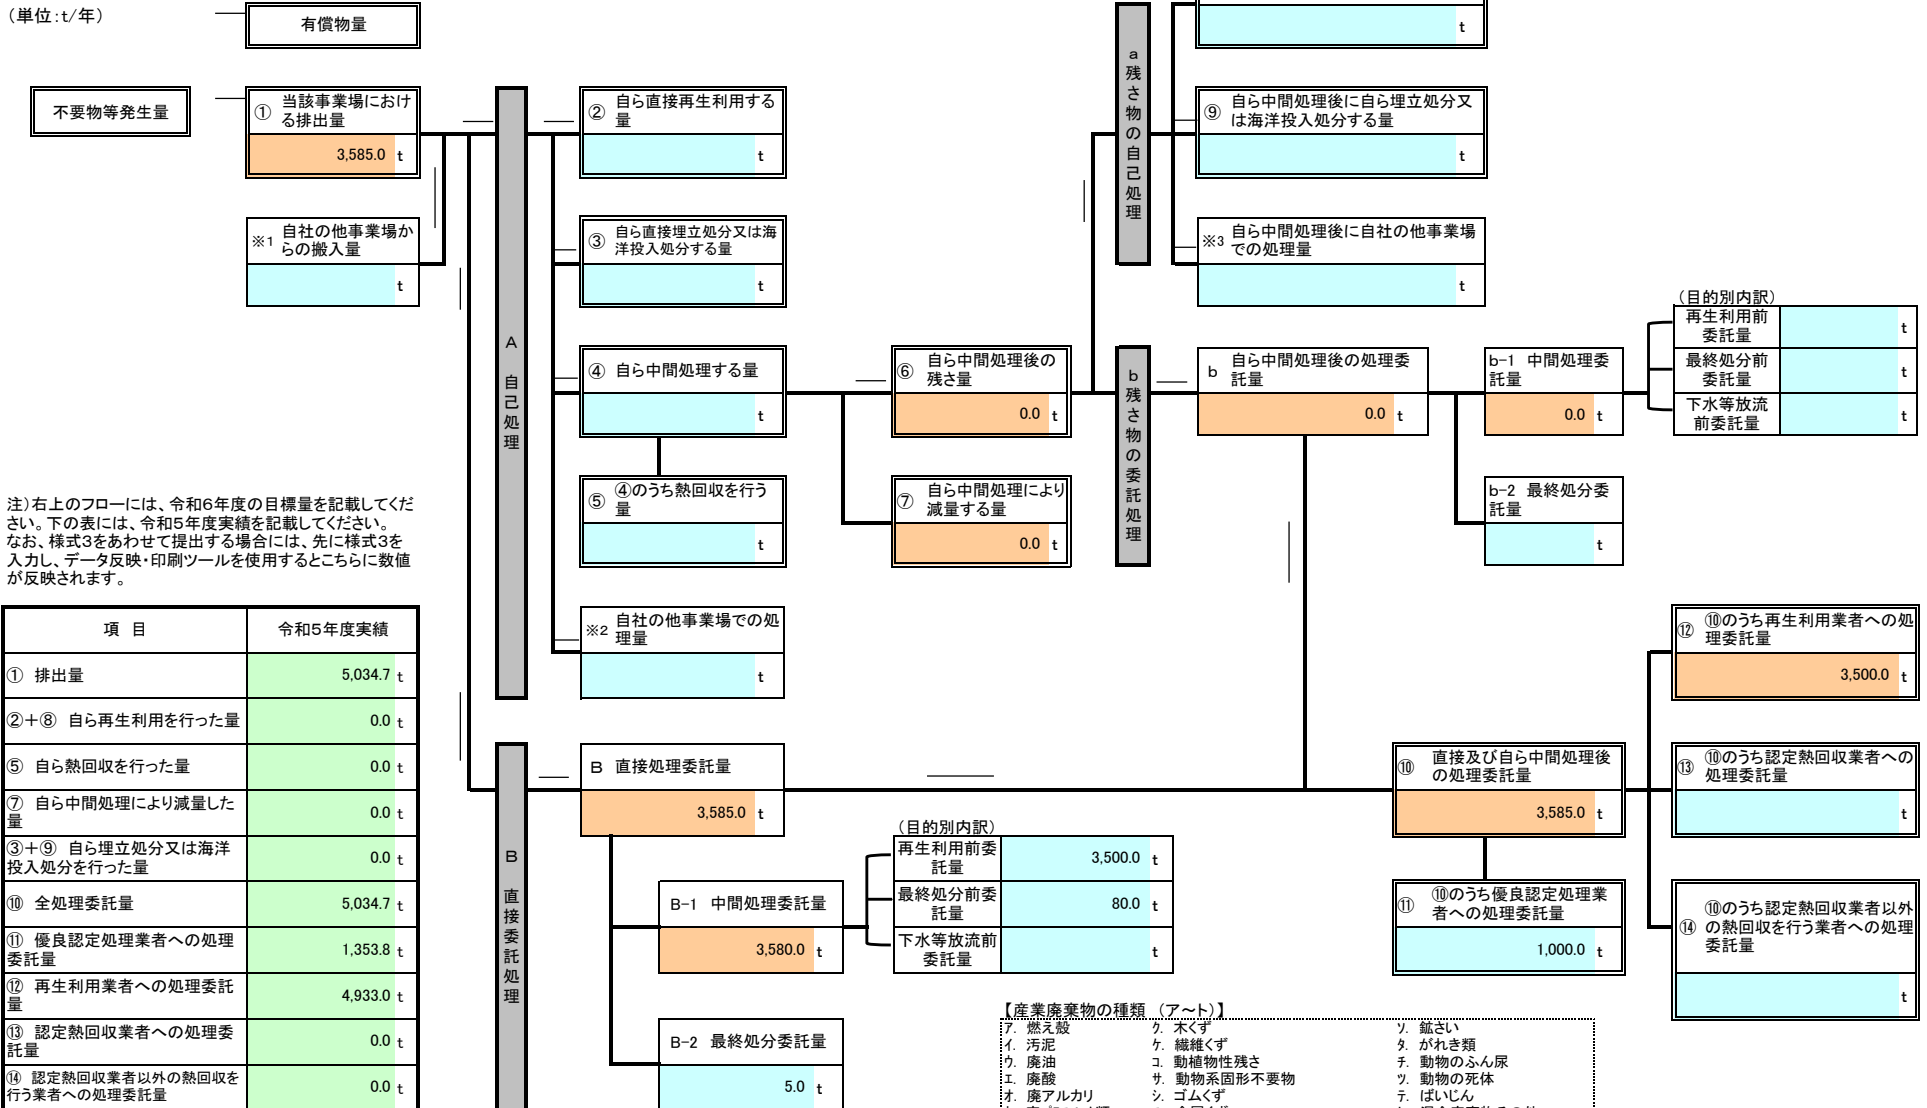 （単位：t/年）
有償物量
t
不要物等発生量
① 当該事業場におけ
る排出量
3,585.0 t
※1 自社の他事業場か
らの搬入量
t
A 自己処理
② 自ら直接再生利用する
量
t
③ 自ら直接埋立処分又は海
洋投入処分する量
t
④ 自ら中間処理する量
t
⑤ ④のうち熱回収を行う
量
t
※2 自社の他事業場での処
理量
t
⑥ 自ら中間処理後の
残さ量
0.0 t
⑦ 自ら中間処理により
減量する量
0.0 t
a 残さ物の自己処理
⑨ 自ら中間処理後に自ら埋立処分又
は海洋投入処分する量
t
※3 自ら中間処理後に自社の他事業場
での処理量
t
b 残さ物の委託処理
b 自ら中間処理後の処理委
託量
0.0 t
b-1 中間処理委
託量
0.0 t
（目的別内訳）
再生利用前
委託量
t
最終処分前
委託量
t
下水等放流
前委託量
t
b-2 最終処分委
託量
t
注）右上のフローには、令和6年度の目標量を記載してくだ
さい。下の表には、令和5年度実績を記載してください。
なお、様式3をあわせて提出する場合には、先に様式3を
入力し、データ反映・印刷ツールを使用するとこちらに数値
が反映されます。
項 目 令和5年度実績
① 排出量 5,034.7 t
②＋⑧ 自ら再生利用を行った量 0.0 t
⑤ 自ら熱回収を行った量 0.0 t
⑦ 自ら中間処理により減量した
量 0.0 t
③＋⑨ 自ら埋立処分又は海洋
投入処分を行った量 0.0 t
⑩ 全処理委託量 5,034.7 t
⑪ 優良認定処理業者への処理
委託量 1,353.8 t
⑫ 再生利用業者への処理委託
量 4,933.0 t
⑬ 認定熱回収業者への処理委
託量 0.0 t
⑭ 認定熱回収業者以外の熱回収を
行う業者への処理委託量 0.0 t
B 直接委託処理
B 直接処理委託量
3,585.0 t
B-1 中間処理委託量
3,580.0 t
（目的別内訳）
再生利用前委
託量
3,500.0 t
最終処分前委
託量
80.0 t
下水等放流前
委託量
t
B-2 最終処分委託量
5.0 t
⑩ 直接及び自ら中間処理後
の処理委託量
3,585.0 t
⑪ ⑩のうち優良認定処理業
者への処理委託量
1,000.0 t
⑫ ⑩のうち再生利用業者への処
理委託量
3,500.0 t
⑬ ⑩のうち認定熱回収業者への
処理委託量
t
⑭ ⑩のうち認定熱回収業者以外
の熱回収を行う業者への処理
委託量
t
【産業廃棄物の種類 （ア～ト）】
ア. 燃え殻 ク. 木くず ソ. 鉱さい
イ. 汚泥 ケ. 繊維くず タ. がれき類
ウ. 廃油 コ. 動植物性残さ チ. 動物のふん尿
エ. 廃酸 サ. 動物系固形不要物 ツ. 動物の死体
オ. 廃アルカリ シ. ゴムくず テ. ばいじん